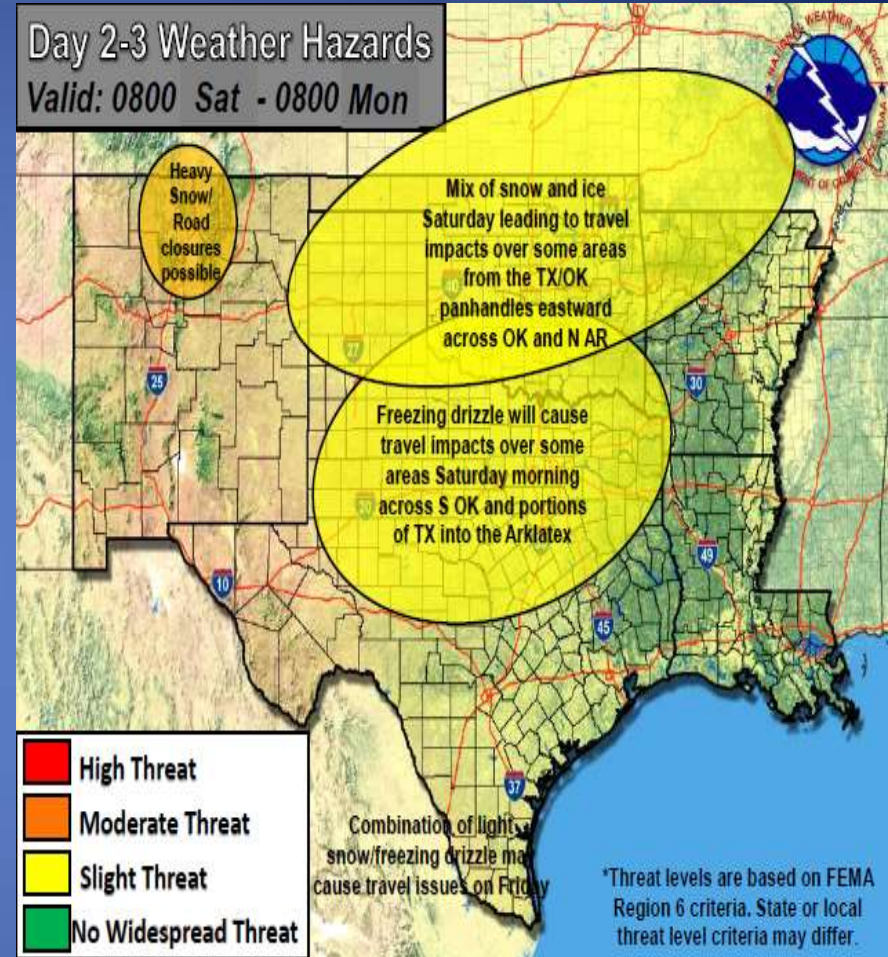 Day 2-3 Weather Hazards
Valid: 0800 Sat - 0800 Mon
NATIONAL WEATHER SERVICE
Heavy
Snow/
Road
closures
possible
Mix of snow and ice
Saturday leading to travel
impacts over some areas
from the TX/OK
panhandles eastward
across OK and N AR
40
27
25
30
Freezing drizzle will cause
travel impacts over some
areas Saturday morning
across S OK and portions
of TX into the Arklatex
20
49
10
45
37
High Threat
Moderate Threat
Slight Threat
No Widespread Threat
Combination of light
snow/freezing drizzle ma
cause travel issues on Friday
*Threat levels are based on FEMA
Region 6 criteria. State or local
threat level criteria may differ.